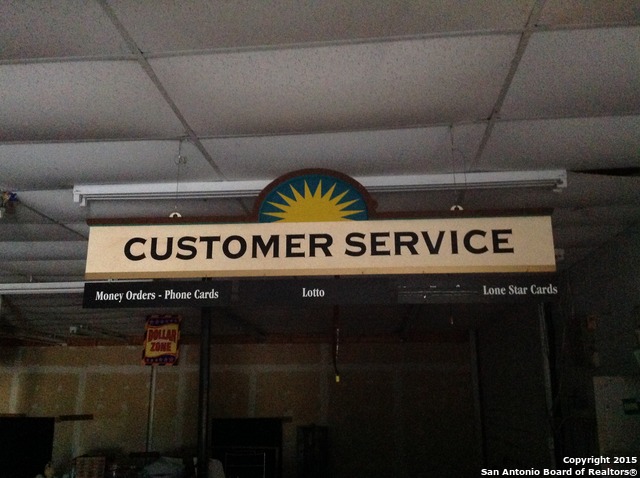 CUSTOMER SERVICE
Money Orders - Phone Cards
Lotto
Lone Star Cards
DOLLAR
ZONE
Copyright 2015
San Antonio Board of Realtors®